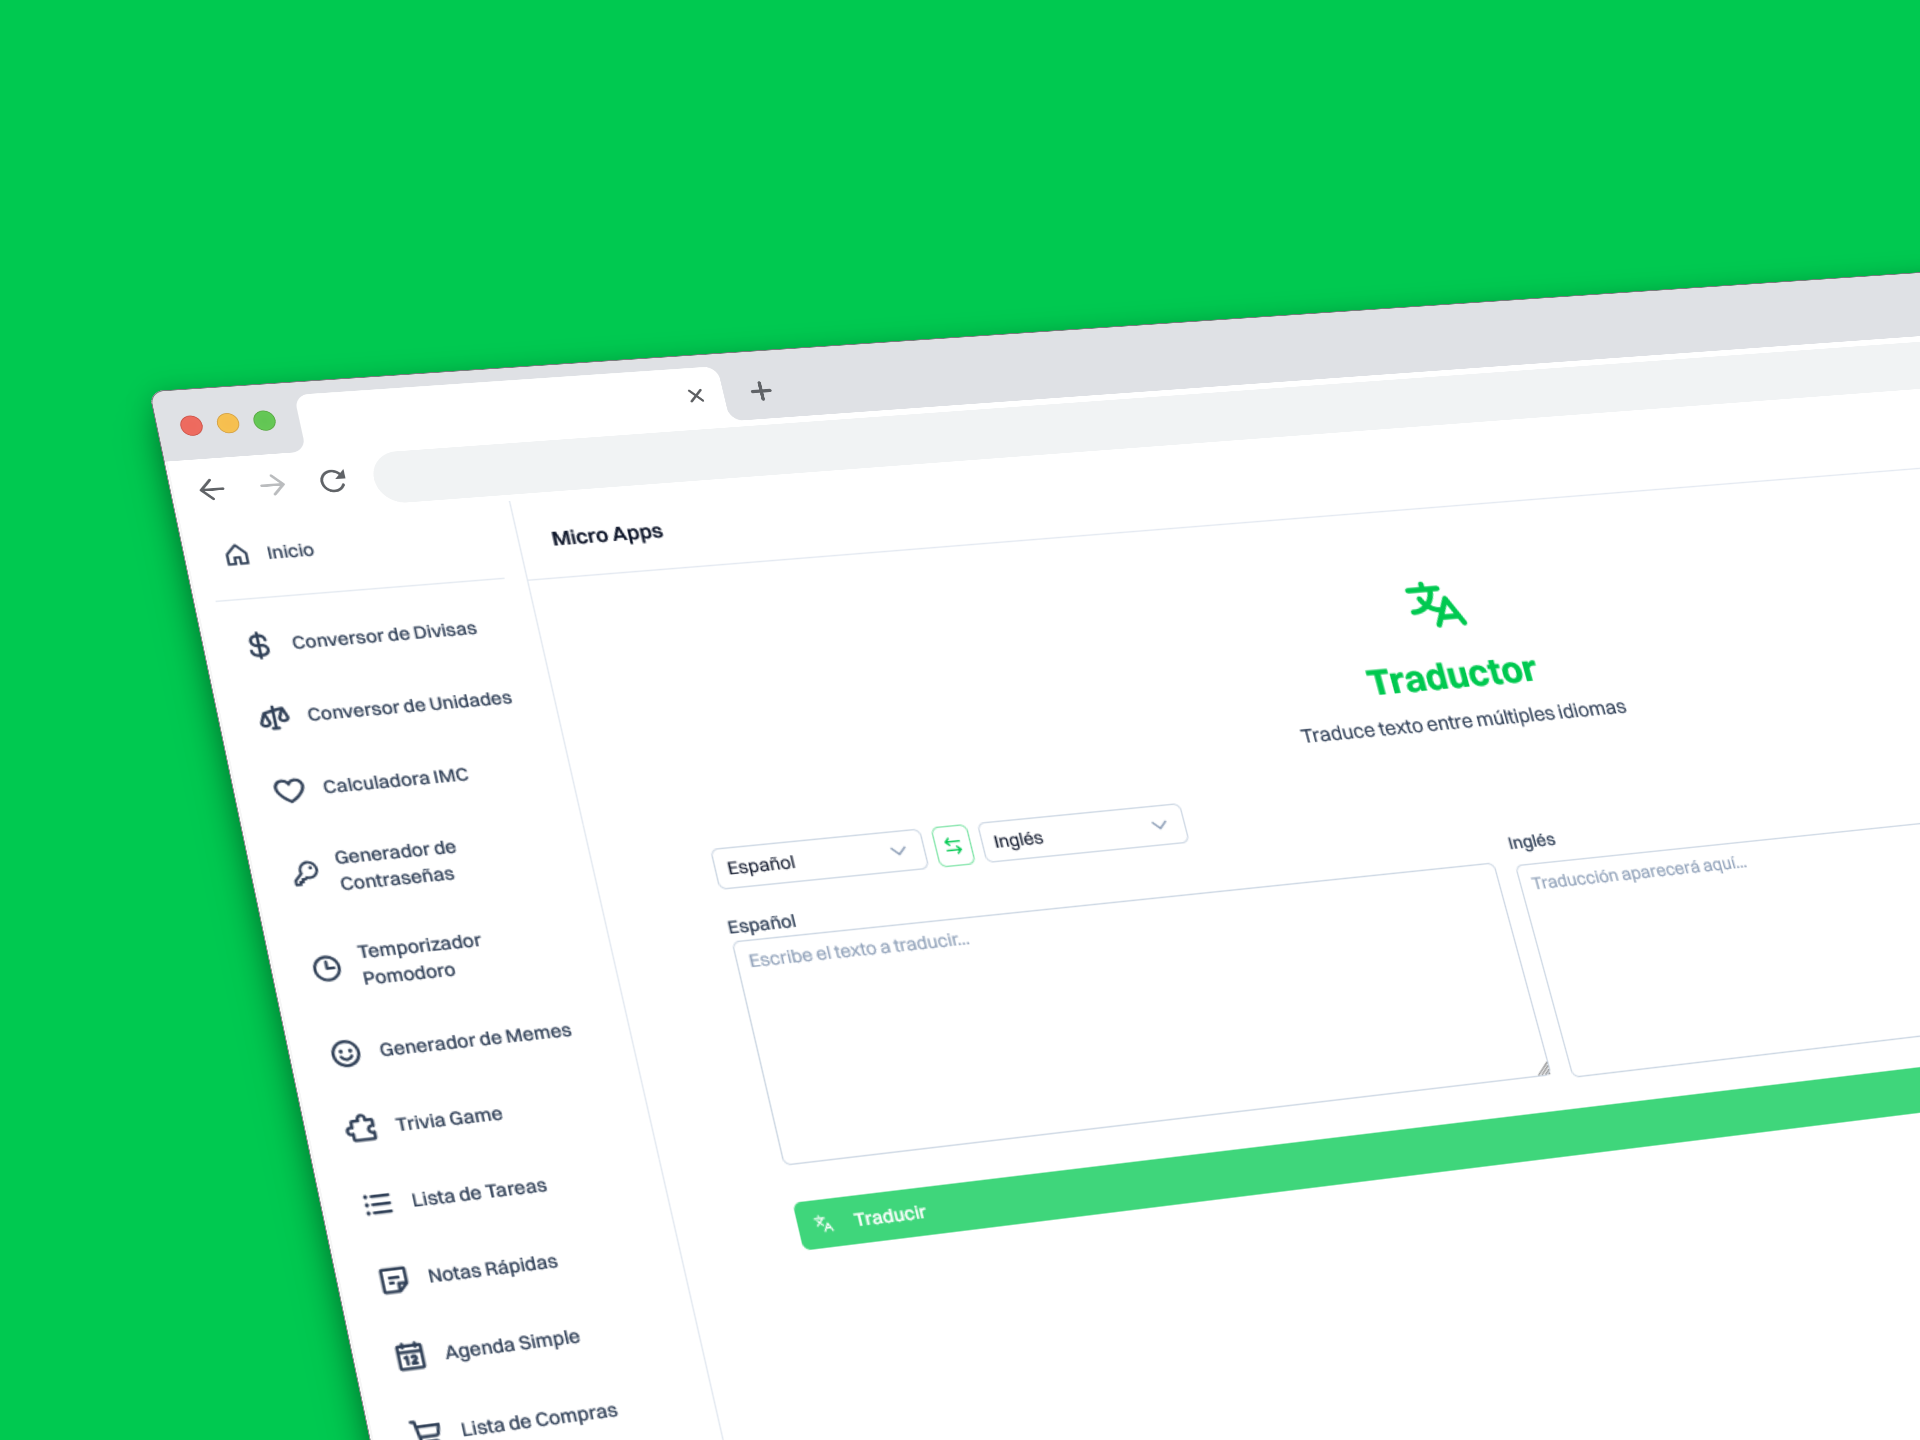 Inicio
Conversor de Divisas
Conversor de Unidades
Calculadora IMC
Generador de
Contraseñas
Temporizador
Pomodoro
Generador de Memes
Trivia Game
Lista de Tareas
Notas Rápidas
12
Agenda Simple
Lista de Compras
Micro Apps
Traductor
Traduce texto entre múltiples idiomas
Español
Inglés
Español
Escribe el texto a traducir...
Inglés
Traducción aparecerá aquí...
Traducir